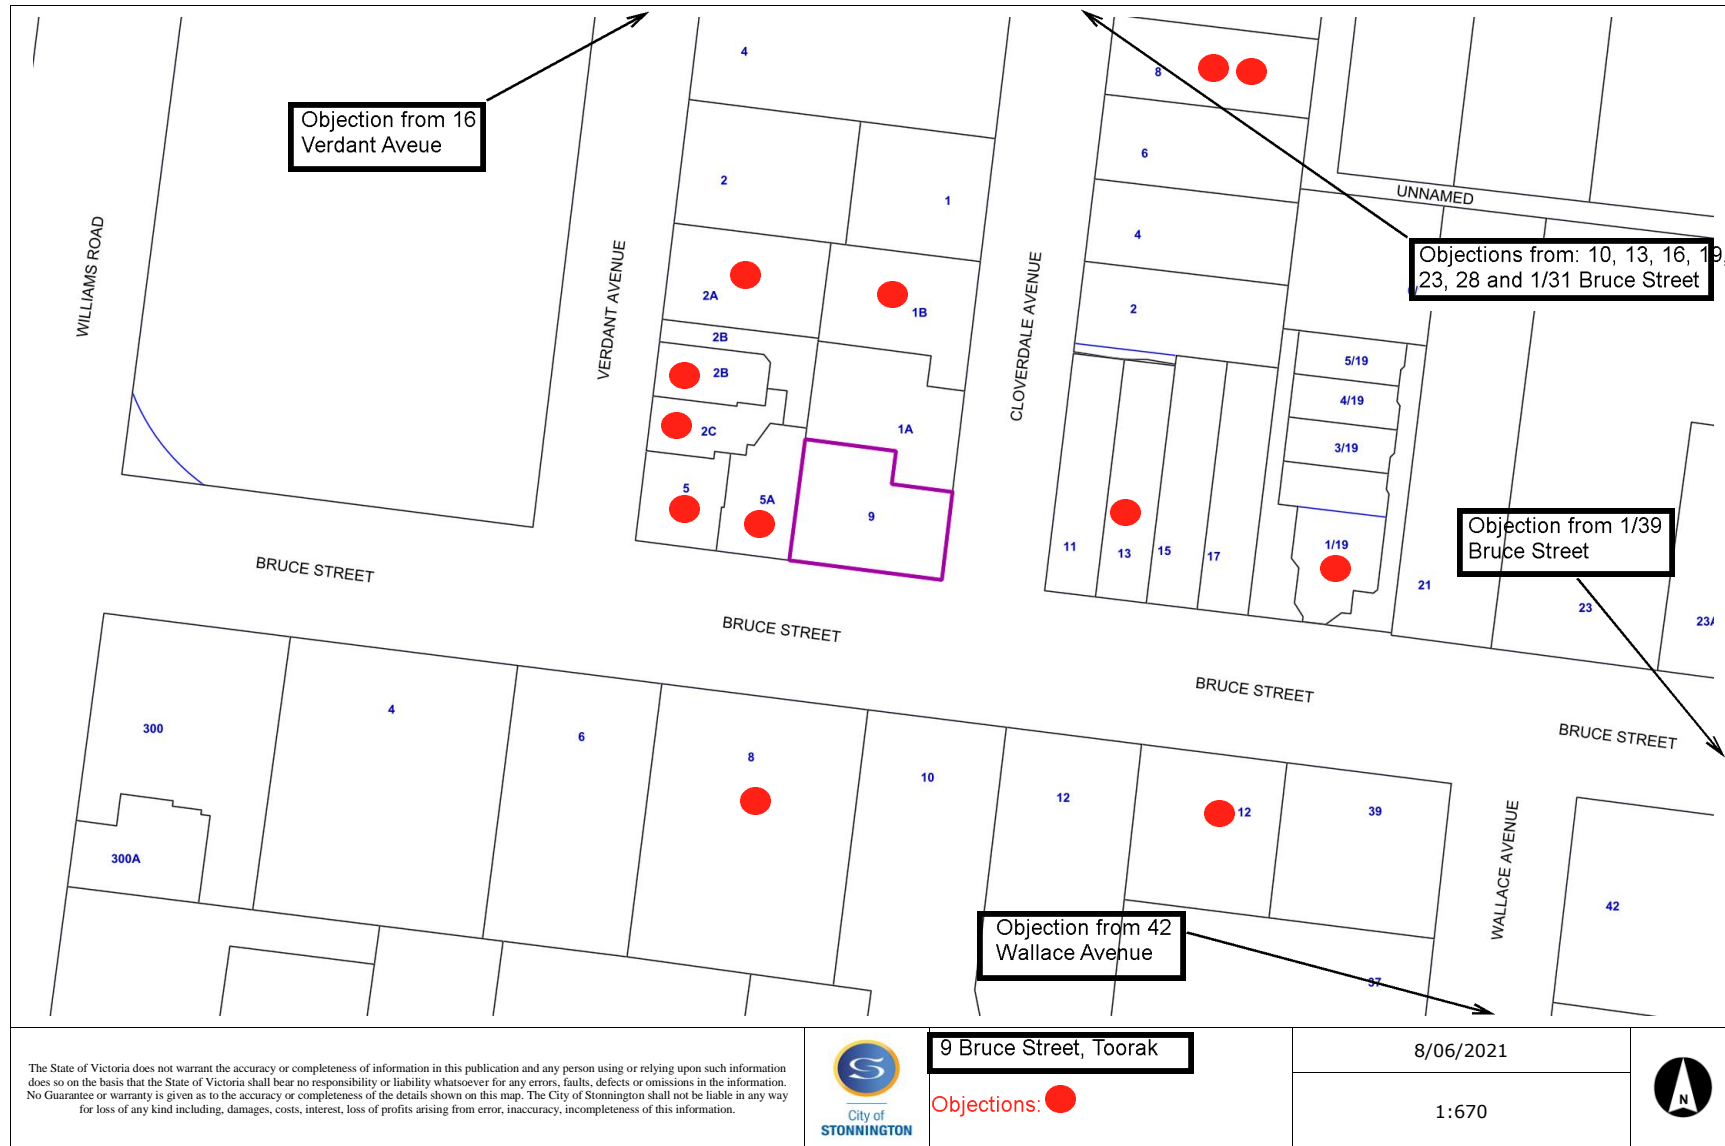 4
8
Objection from 16
Verdant Aveue
6
2
1
UNNAMED
4
Objections from: 10, 13, 16, 19,
23, 28 and 1/31 Bruce Street
WILLIAMS ROAD
VERDANT AVENUE
CLOVERDALE AVENUE
2A
1B
2
2B
2B
5/19
4/19
2C
1A
3/19
5
5A
9
11
13
15
17
1/19
Objection from 1/39
Bruce Street
21
23
23A
BRUCE STREET
BRUCE STREET
BRUCE STREET
BRUCE STREET
300
4
6
8
10
12
12
39
WALLACE AVENUE
300A
42
Objection from 42
Wallace Avenue
37
The State of Victoria does not warrant the accuracy or completeness of information in this publication and any person using or relying upon such information
does so on the basis that the State of Victoria shall bear no responsibility or liability whatsoever for any errors, faults, defects or omissions in the information.
No Guarantee or warranty is given as to the accuracy or completeness of the details shown on this map. The City of Stonnington shall not be liable in any way
for loss of any kind including, damages, costs, interest, loss of profits arising from error, inaccuracy, incompleteness of this information.
S
City of
STONNINGTON
9 Bruce Street, Toorak
Objections:
8/06/2021
1:670
N